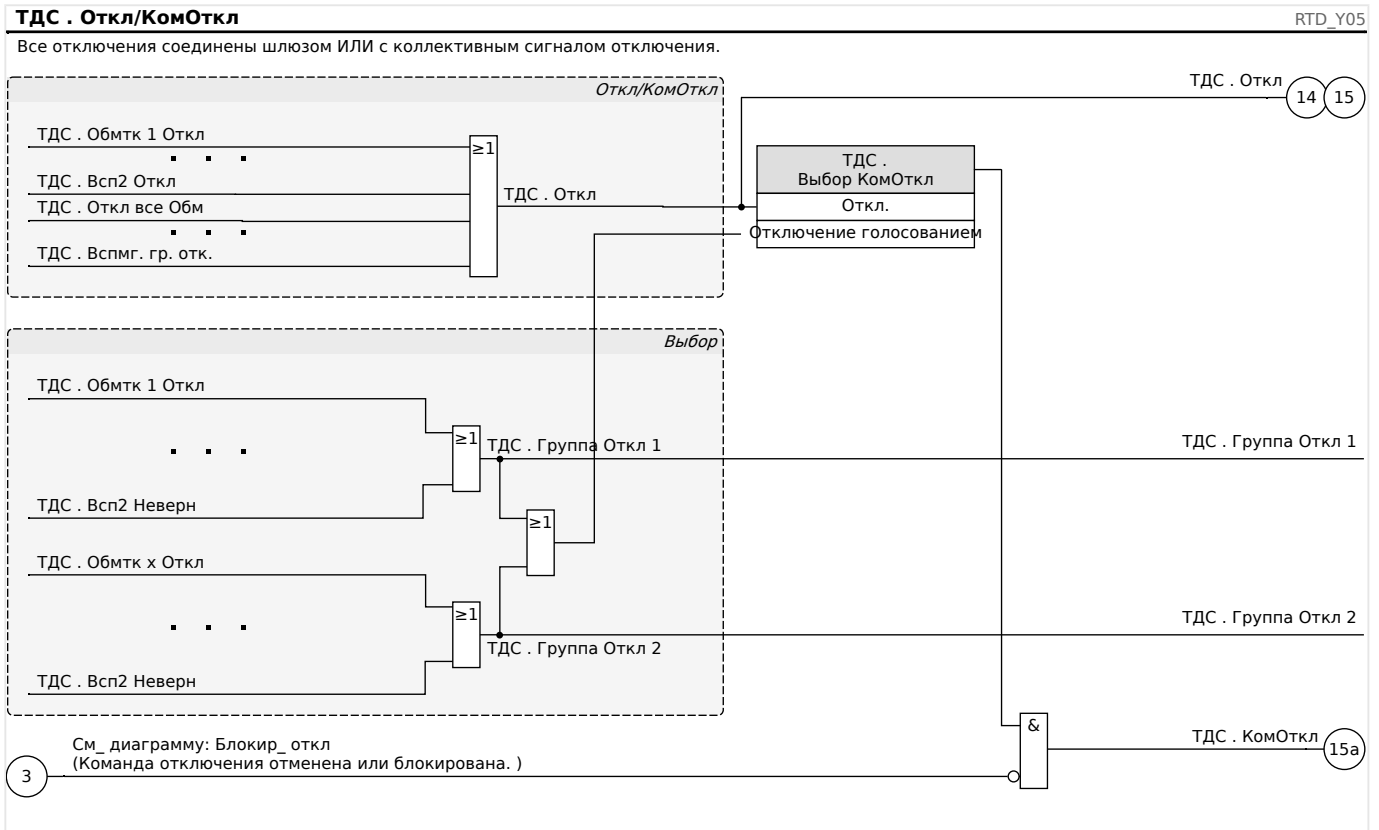 ТДС . Откл/КомОткл
RTD_Y05
Все отключения соединены шлюзом ИЛИ с коллективным сигналом отключения.
Откл/КомОткл
ТДС . Откл
14
15
ТДС . Обмтк 1 Откл
≥1
ТДС .
Выбор КомОткл
ТДС . Всп2 Откл
ТДС . Откл
Откл.
ТДС . Откл все Обм
Отключение голосованием
ТДС . Вспмг. гр. отк.
Выбор
ТДС . Обмтк 1 Откл
≥1
ТДС . Группа Откл 1
ТДС . Группа Откл 1
ТДС . Всп2 Неверн
≥1
ТДС . Обмтк x Откл
≥1
ТДС . Группа Откл 2
ТДС . Группа Откл 2
ТДС . Всп2 Неверн
&
См_ диаграмму: Блокир_ откл
(Команда отключения отменена или блокирована. )
3
ТДС . КомОткл
15a